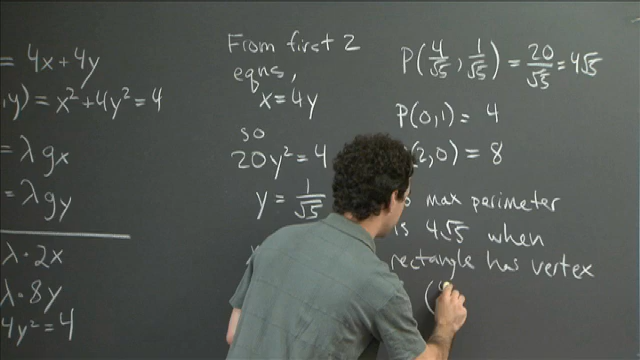 = 4x+4y
,y) = x²+4y² = 4
= λ gx
= λ gy
λ·2x
λ·8y
4y² = 4
From first 2
eqns,
x=4y
so
20y² = 4
y = 1/√5
P(4/√5, 1/√5) = 20/√5 = 4√5
P(0,1) = 4
(2,0) = 8
max perimeter
is 4√5 when
rectangle has vertex
(